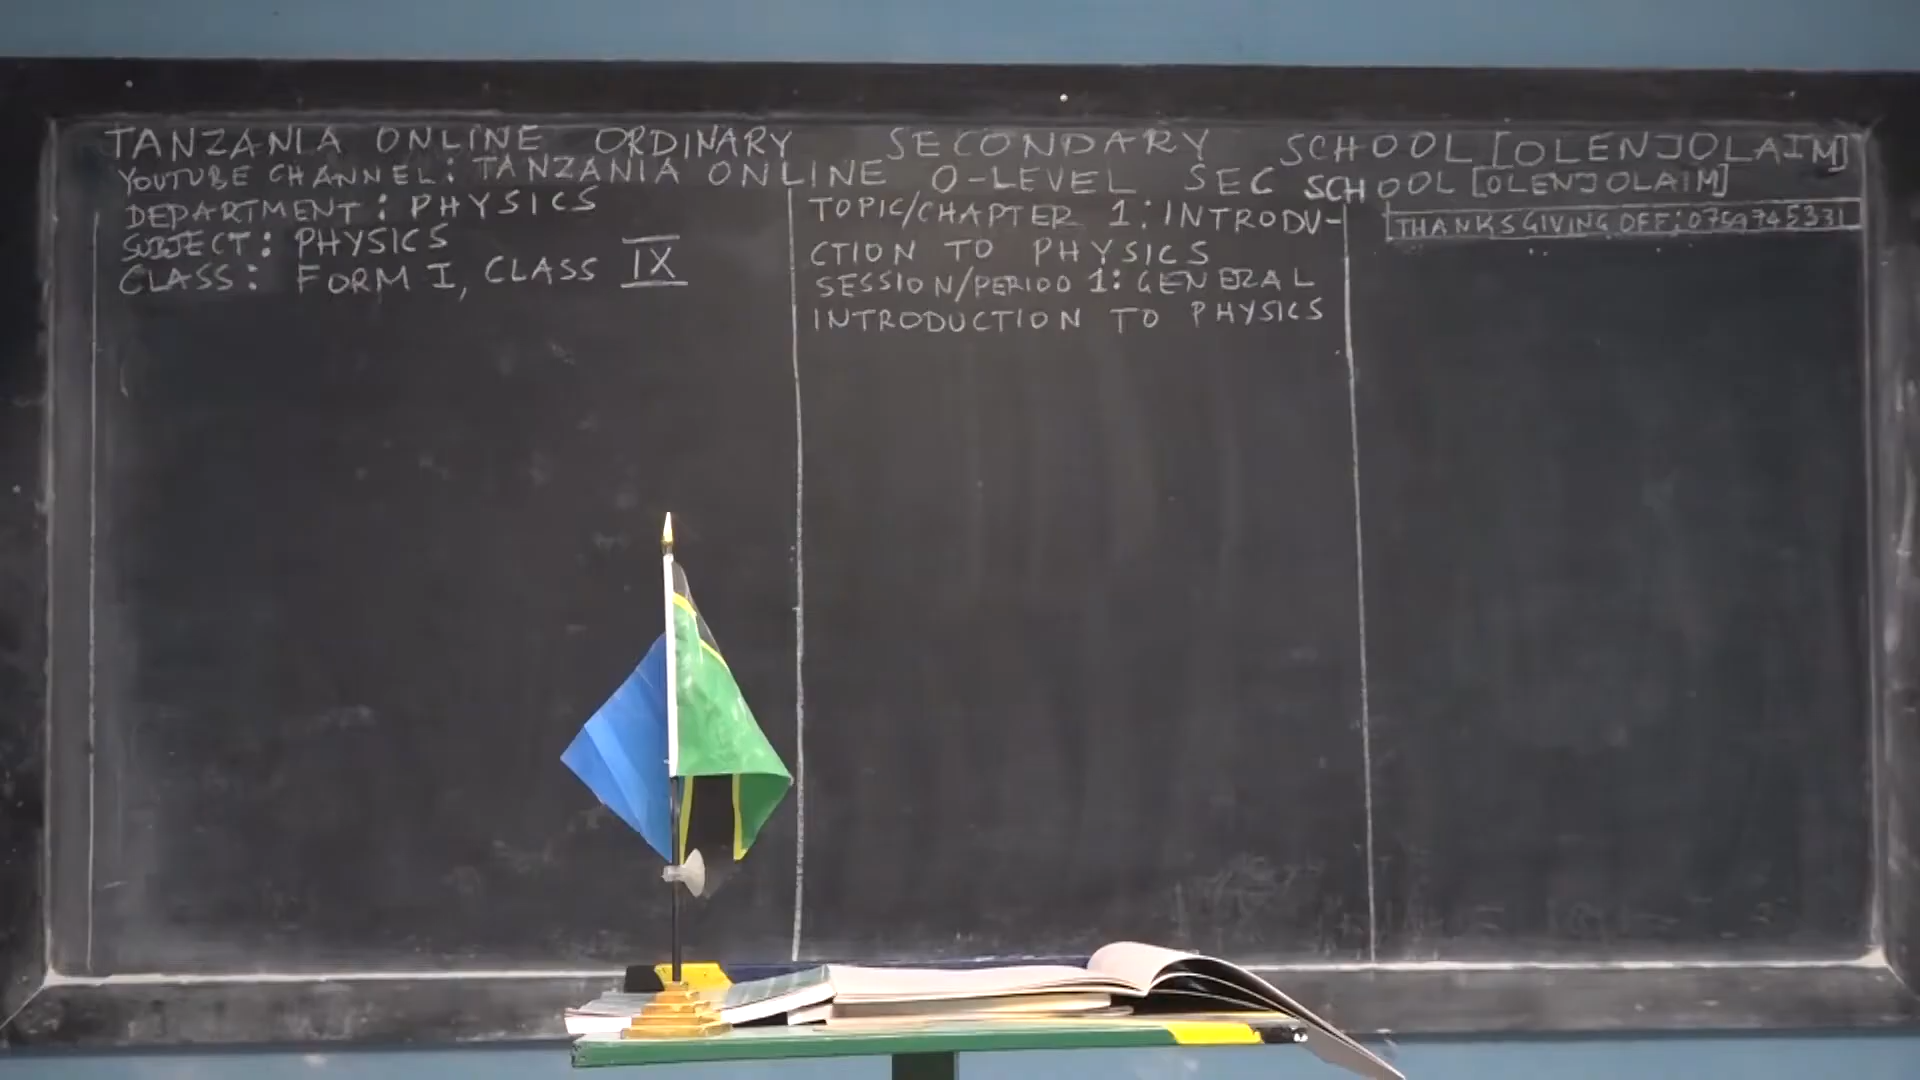 TANZANIA ONLINE ORDINARY SECONDARY SCHOOL [OLENJOLAIM]
YOUTUBE CHANNEL: TANZANIA ONLINE O-LEVEL SEC SCHOOL [OLENJOLAIM]
DEPARTMENT: PHYSICS
SUBJECT: PHYSICS
CLASS: FORM I, CLASS IX
TOPIC/CHAPTER 1: INTRODU-
CTION TO PHYSICS
SESSION/PERIOD 1: GENERAL
INTRODUCTION TO PHYSICS
THANKS GIVING OFF: 0759745331